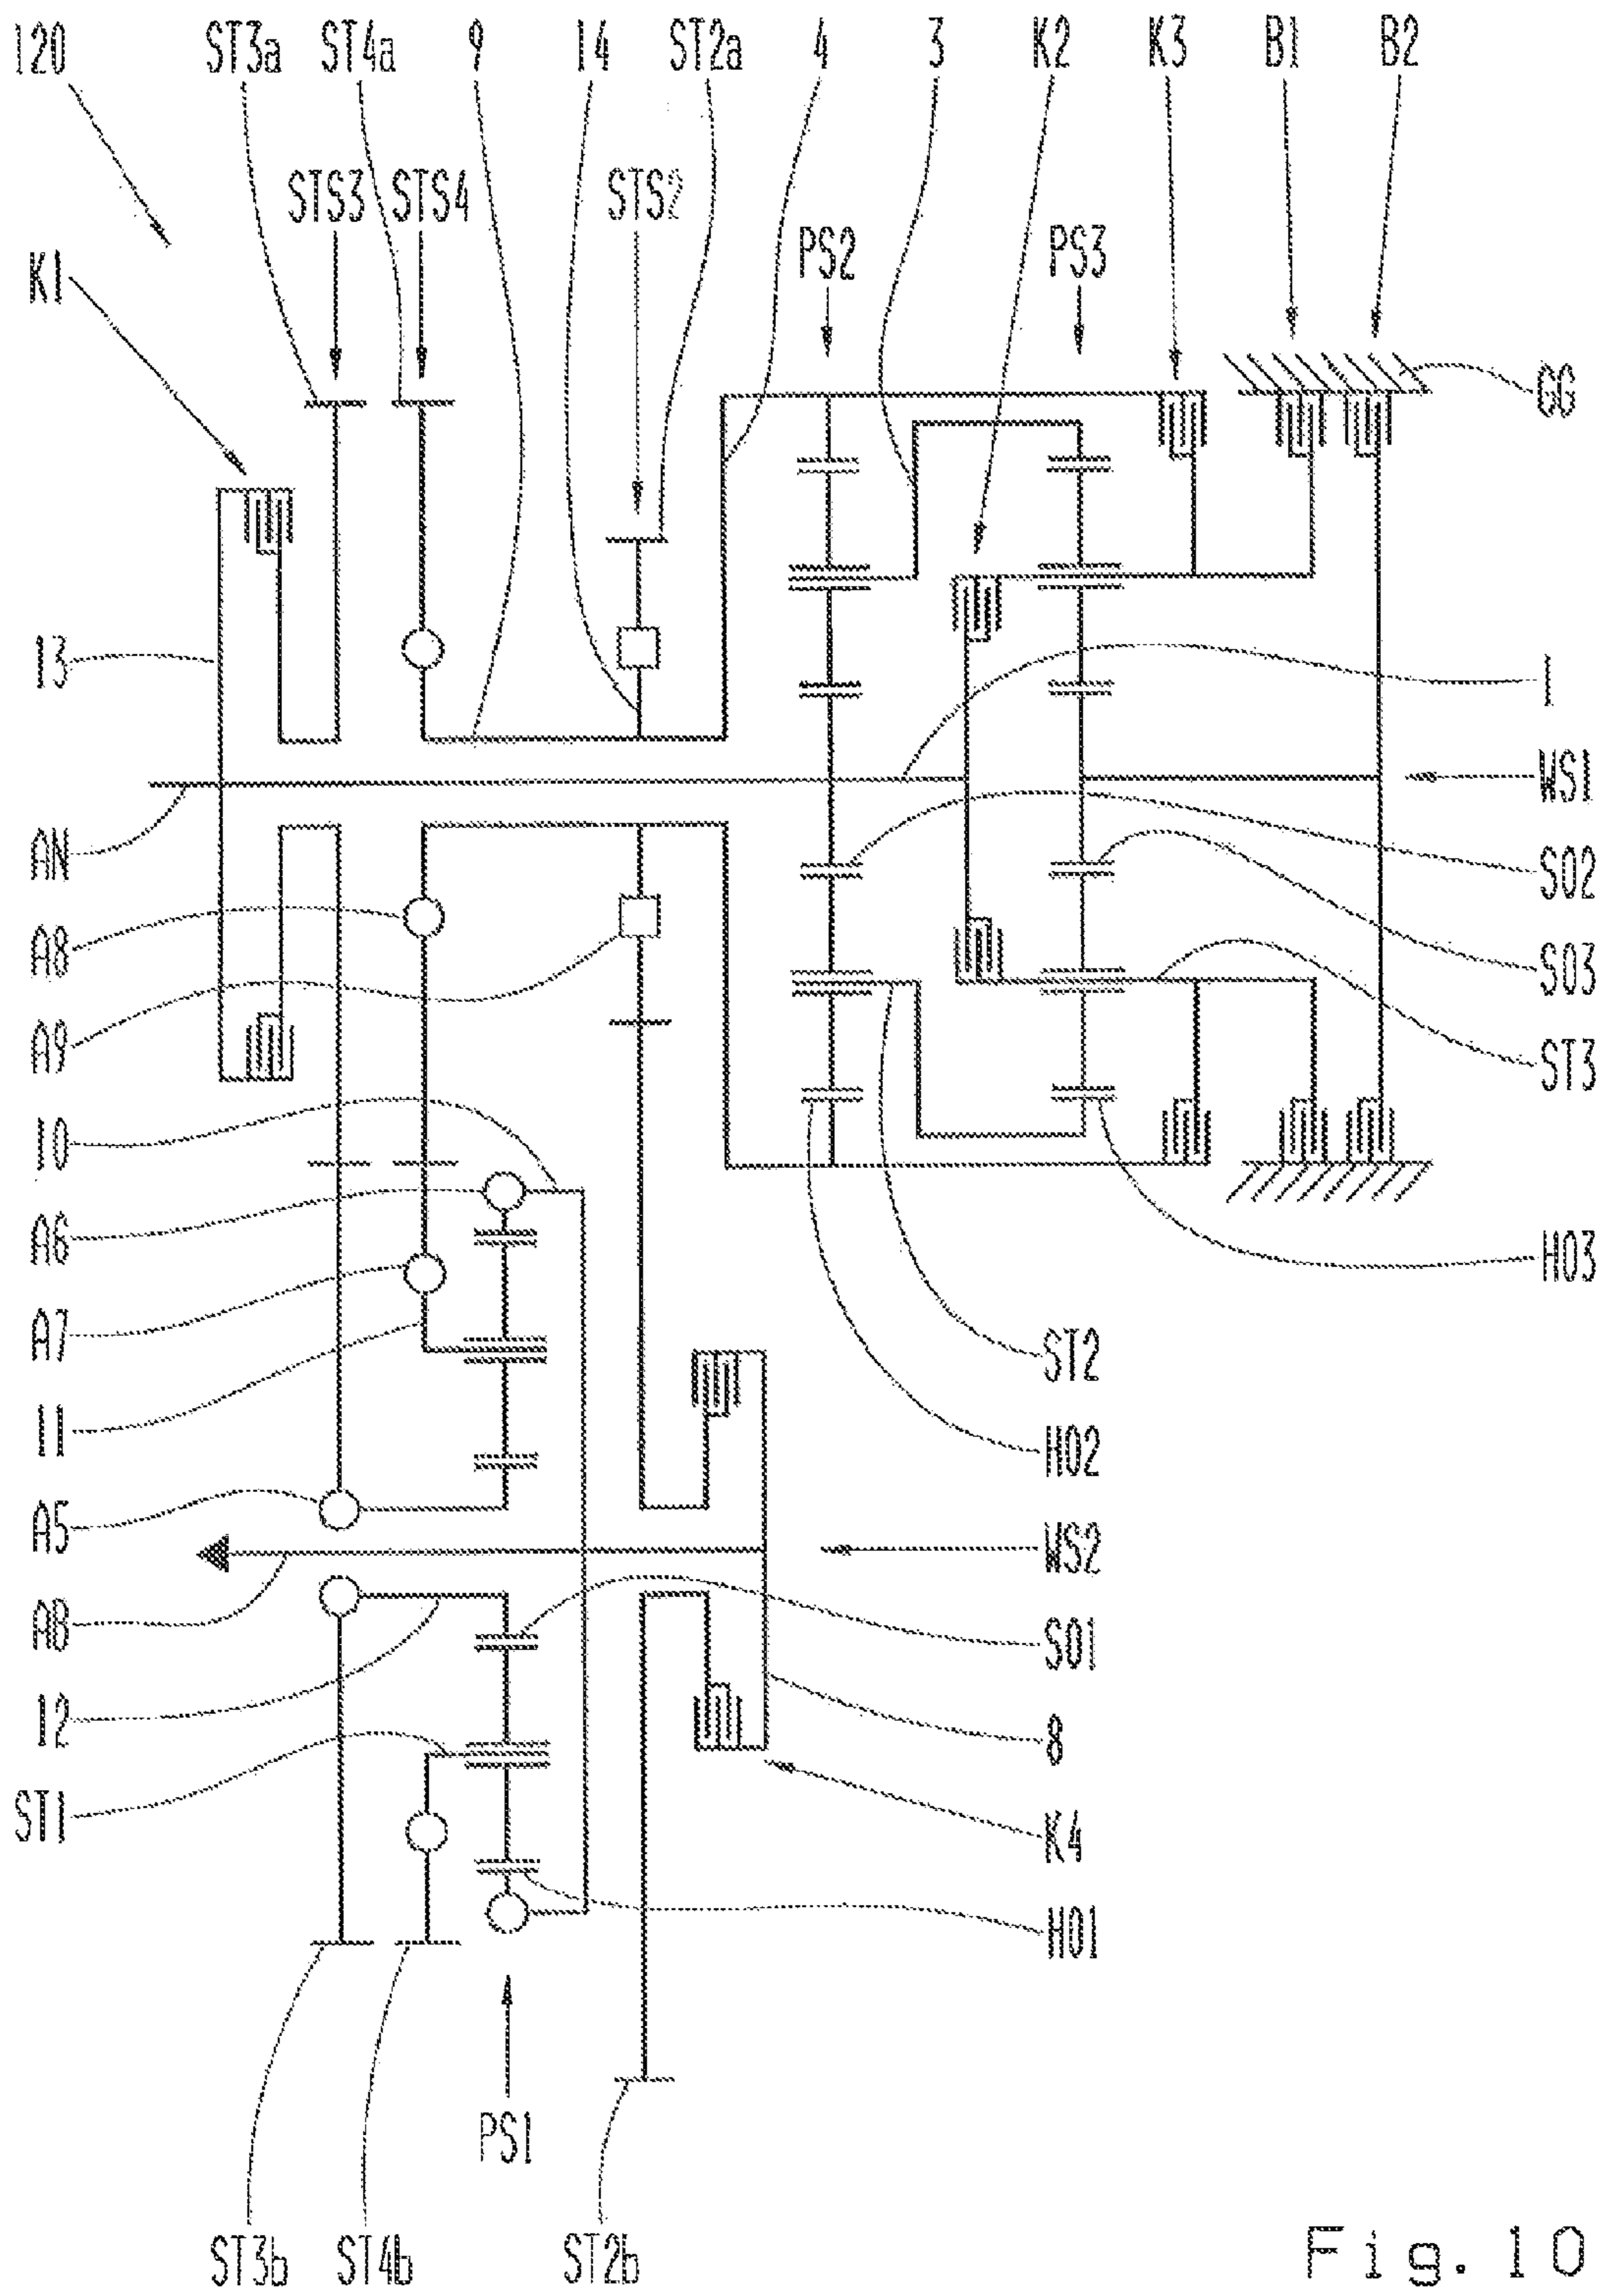 120 ST3a ST4a 9 14 ST2a 4 3 K2 K3 B1 B2
STS3 STS4 STS2
K1 PS2 PS3
GG
13 1
WS1
AN SO2
A8 SO3
A9 ST3
10
A6 HO3
A7 ST2
11 HO2
A5 WS2
AB SO1
12 8
ST1 K4
HO1
PS1
ST3b ST4b ST2b
Fig. 10